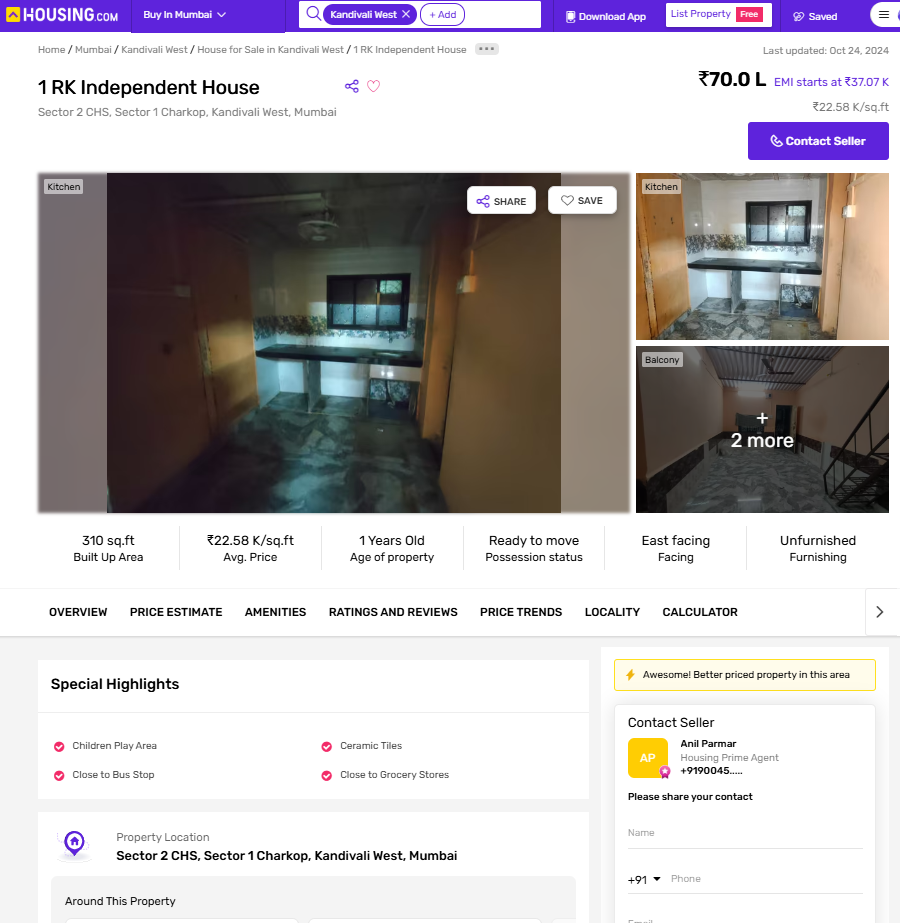 HOUSING.COM
Buy In Mumbai
Kandivali West
+ Add
Download App
List Property Free
Saved
Home / Mumbai / Kandivali West / House for Sale in Kandivali West / 1 RK Independent House
Last updated: Oct 24, 2024
1 RK Independent House
₹70.0 L EMI starts at ₹37.07 K
Sector 2 CHS, Sector 1 Charkop, Kandivali West, Mumbai
₹22.58 K/sq.ft
Contact Seller
Kitchen
SHARE
SAVE
Kitchen
Balcony
+
2 more
310 sq.ft
Built Up Area
₹22.58 K/sq.ft
Avg. Price
1 Years Old
Age of property
Ready to move
Possession status
East facing
Facing
Unfurnished
Furnishing
OVERVIEW
PRICE ESTIMATE
AMENITIES
RATINGS AND REVIEWS
PRICE TRENDS
LOCALITY
CALCULATOR
Special Highlights
Children Play Area
Ceramic Tiles
Close to Bus Stop
Close to Grocery Stores
Property Location
Sector 2 CHS, Sector 1 Charkop, Kandivali West, Mumbai
Around This Property
Awesome! Better priced property in this area
Contact Seller
AP
Anil Parmar
Housing Prime Agent
+9190045.....
Please share your contact
Name
+91
Phone
Email